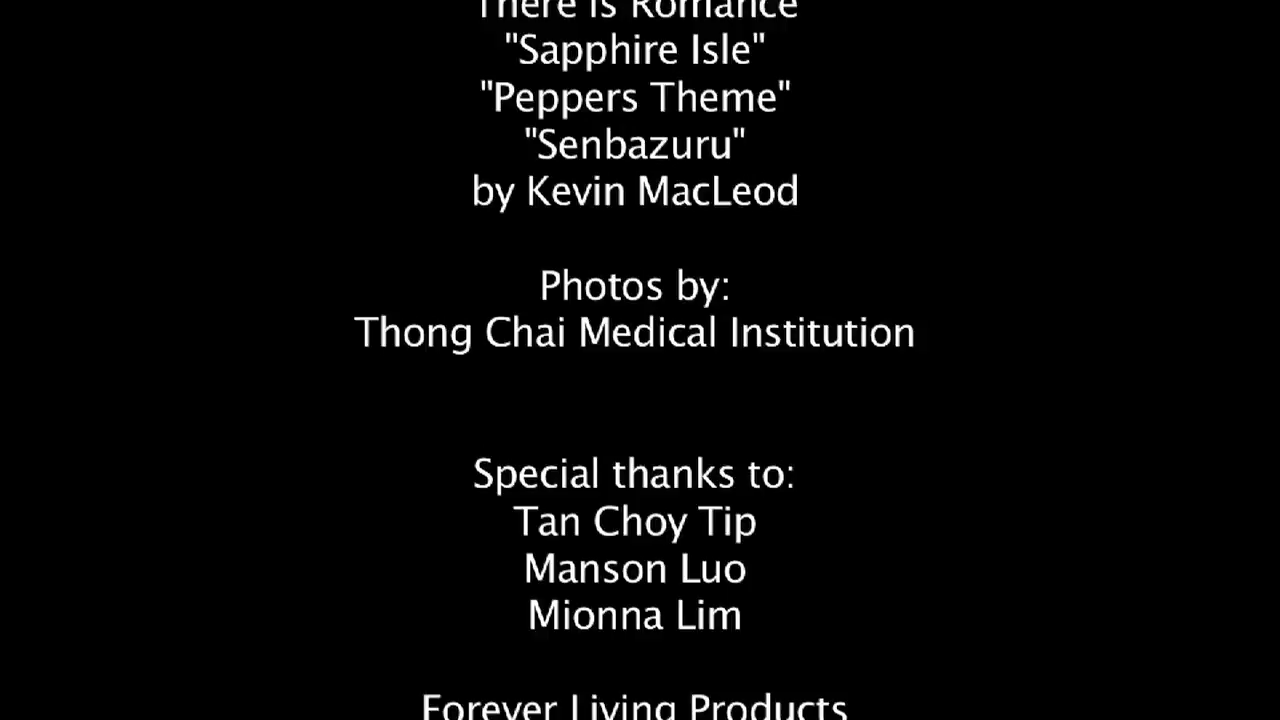 There is Romance
"Sapphire Isle"
"Peppers Theme"
"Senbazuru"
by Kevin MacLeod
Photos by:
Thong Chai Medical Institution
Special thanks to:
Tan Choy Tip
Manson Luo
Mionna Lim
Forever Living Products